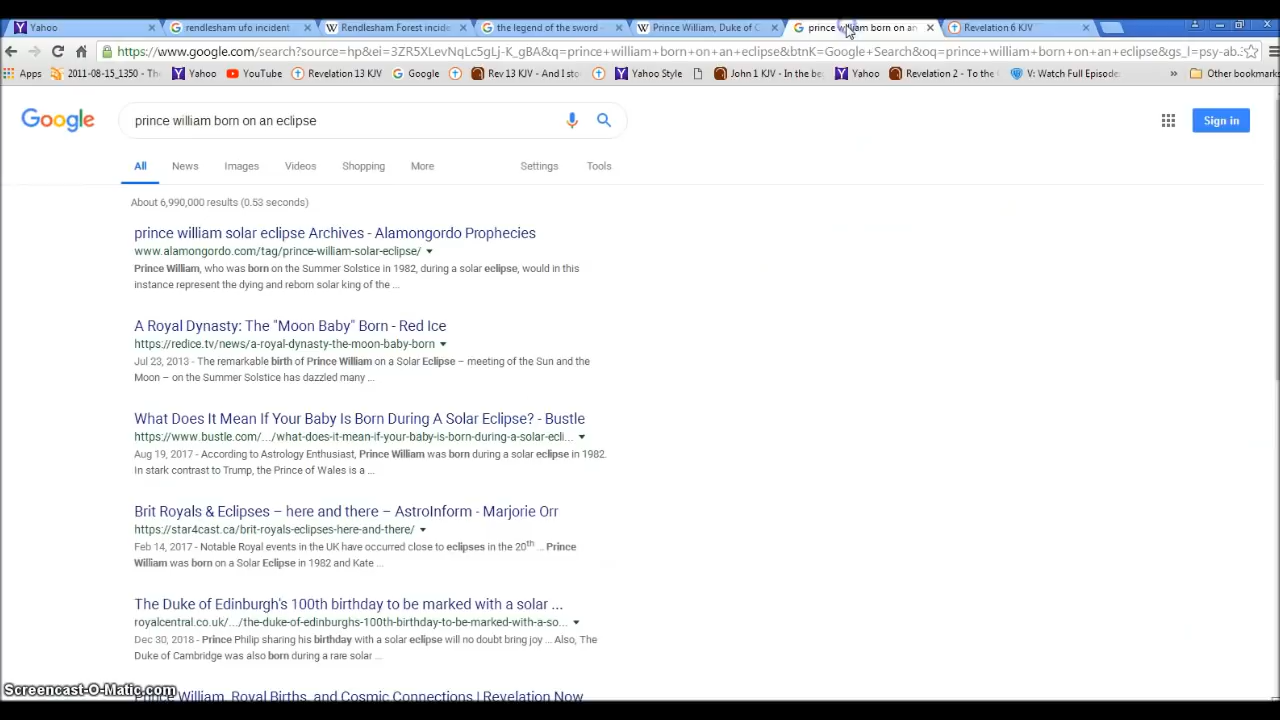 Yahoo
rendlesham ufo incident
Rendlesham Forest incide
the legend of the sword -
Prince William, Duke of C
prince william born on an
Revelation 6 KJV
https://www.google.com/search?source=hp&ei=3ZR5XLevNqLc5gLj-K_gBA&q=prince+william+born+on+an+eclipse&btnK=Google+Search&oq=prince+william+born+on+an+eclipse&gs_l=psy-ab.3
Apps
2011-08-15_1350 - Th
Yahoo
YouTube
Revelation 13 KJV
Google
Rev 13 KJV - And I sto
Yahoo Style
John 1 KJV - In the be
Yahoo
Revelation 2 - To the
V: Watch Full Episode
»
Other bookmarks
Google
prince william born on an eclipse
Sign in
All
News
Images
Videos
Shopping
More
Settings
Tools
About 6,990,000 results (0.53 seconds)
prince william solar eclipse Archives - Alamongordo Prophecies
www.alamongordo.com/tag/prince-william-solar-eclipse/
Prince William, who was born on the Summer Solstice in 1982, during a solar eclipse, would in this
instance represent the dying and reborn solar king of the ...
A Royal Dynasty: The "Moon Baby" Born - Red Ice
https://redice.tv/news/a-royal-dynasty-the-moon-baby-born
Jul 23, 2013 - The remarkable birth of Prince William on a Solar Eclipse – meeting of the Sun and the
Moon – on the Summer Solstice has dazzled many ...
What Does It Mean If Your Baby Is Born During A Solar Eclipse? - Bustle
https://www.bustle.com/.../what-does-it-mean-if-your-baby-is-born-during-a-solar-ecli...
Aug 19, 2017 - According to Astrology Enthusiast, Prince William was born during a solar eclipse in 1982.
In stark contrast to Trump, the Prince of Wales is a ...
Brit Royals & Eclipses – here and there – AstroInform - Marjorie Orr
https://star4cast.ca/brit-royals-eclipses-here-and-there/
Feb 14, 2017 - Notable Royal events in the UK have occurred close to eclipses in the 20th ... Prince
William was born on a Solar Eclipse in 1982 and Kate ...
The Duke of Edinburgh's 100th birthday to be marked with a solar ...
royalcentral.co.uk/.../the-duke-of-edinburghs-100th-birthday-to-be-marked-with-a-so...
Dec 30, 2018 - Prince Philip sharing his birthday with a solar eclipse will no doubt bring joy ... Also, The
Duke of Cambridge was also born during a rare solar ...
Prince William, Royal Births, and Cosmic Connections | Revelation Now
Screencast-O-Matic.com